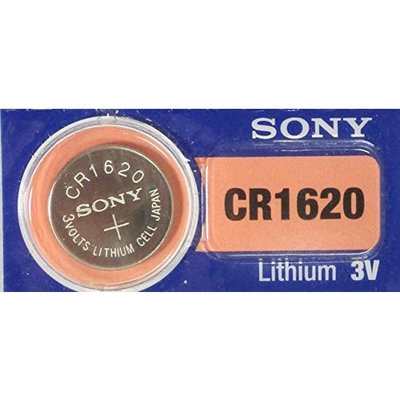 SONY
CR1620
Lithium 3V
CR1620
SONY
+
3VOLTS LITHIUM CELL JAPAN